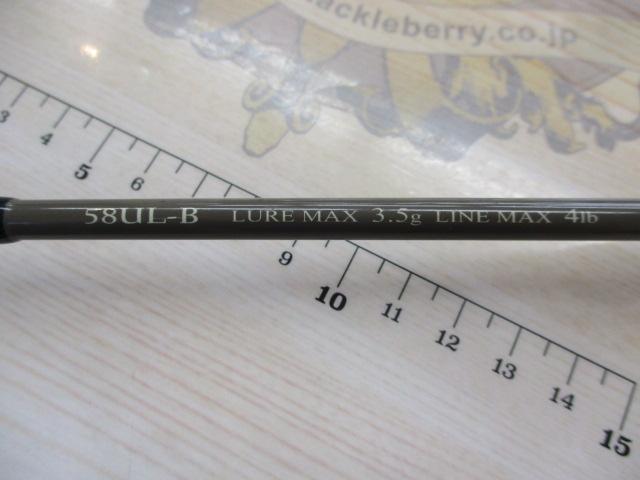 ackleberry.co.jp
3 4 5 6
58UL-B LURE MAX 3.5g LINE MAX 4lb
9 10 11 12 13 14 15